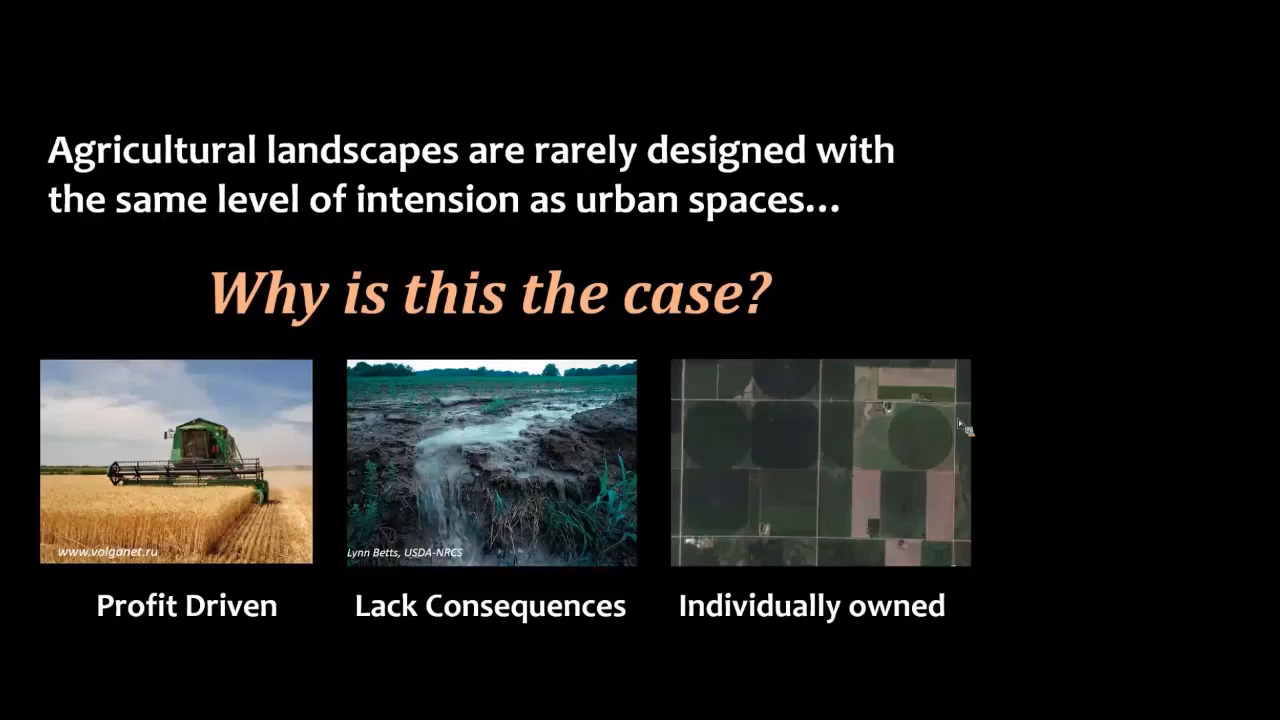 Agricultural landscapes are rarely designed with
the same level of intension as urban spaces...
Why is this the case?
www.volganet.ru
Lynn Betts, USDA-NRCS
Profit Driven
Lack Consequences
Individually owned